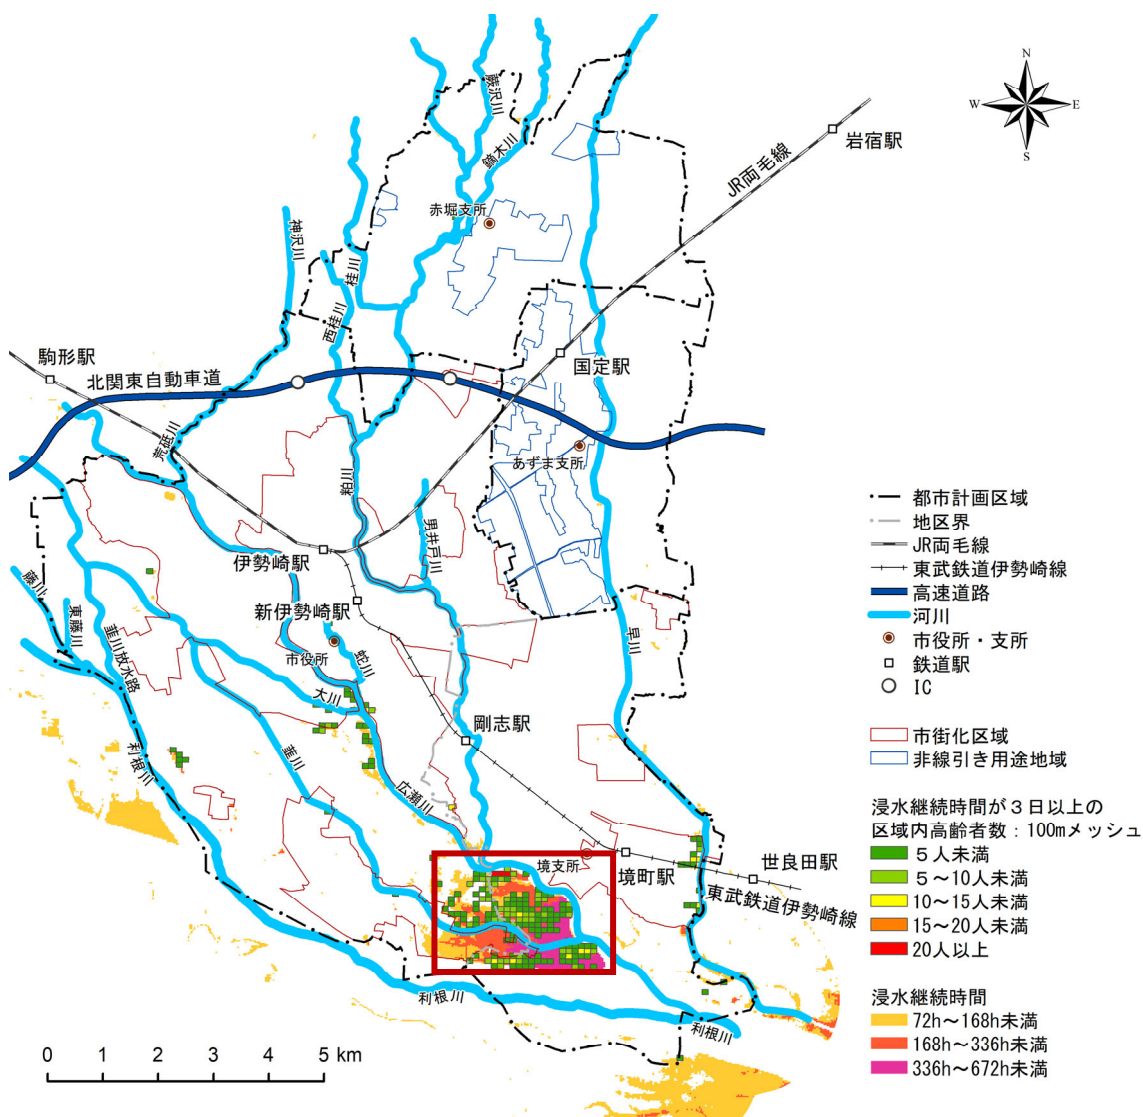 N
W
E
S
蕨沢川
鏑木川
岩宿駅
JR両毛線
赤堀支所
神沢川
桂川
西桂川
駒形駅
北関東自動車道
国定駅
荒砥川
粕川
あずま支所
男井戸川
伊勢崎駅
藤川
東藤川
韮川放水路
新伊勢崎駅
市役所
蛇川
早川
大川
剛志駅
利根川
韮川
広瀬川
境支所
境町駅
世良田駅
東武鉄道伊勢崎線
利根川
利根川
都市計画区域
地区界
JR両毛線
東武鉄道伊勢崎線
高速道路
河川
市役所・支所
鉄道駅
IC
市街化区域
非線引き用途地域
浸水継続時間が３日以上の
区域内高齢者数：100mメッシュ
５人未満
５～10人未満
10～15人未満
15～20人未満
20人以上
浸水継続時間
72h～168h未満
168h～336h未満
336h～672h未満
0 1 2 3 4 5 km